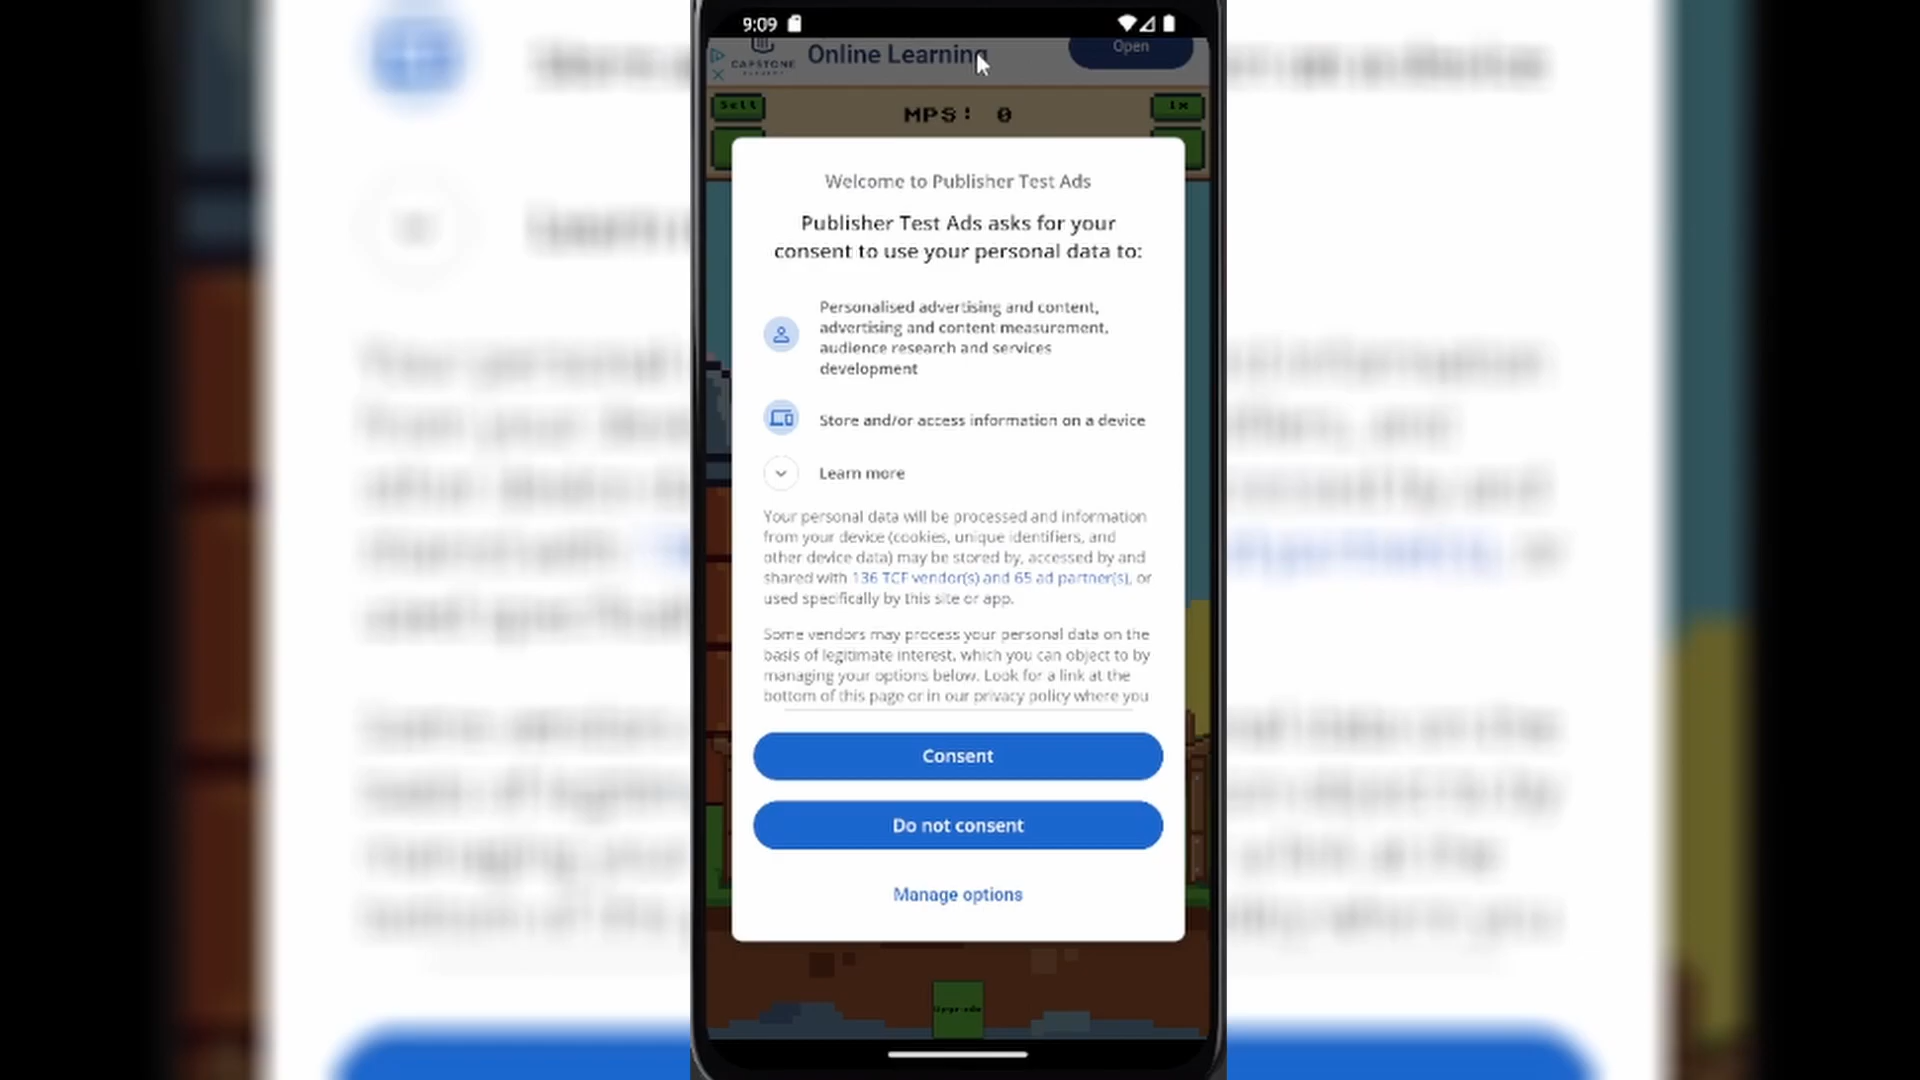 9:09
CAPSTONE
Online Learning
Open
Sell
MPS: 0
1x
Welcome to Publisher Test Ads
Publisher Test Ads asks for your
consent to use your personal data to:
Personalised advertising and content,
advertising and content measurement,
audience research and services
development
Store and/or access information on a device
Learn more
Your personal data will be processed and information
from your device (cookies, unique identifiers, and
other device data) may be stored by, accessed by and
shared with 136 TCF vendor(s) and 65 ad partner(s), or
used specifically by this site or app.
Some vendors may process your personal data on the
basis of legitimate interest, which you can object to by
managing your options below. Look for a link at the
bottom of this page or in our privacy policy where you
Consent
Do not consent
Manage options
Upgrade